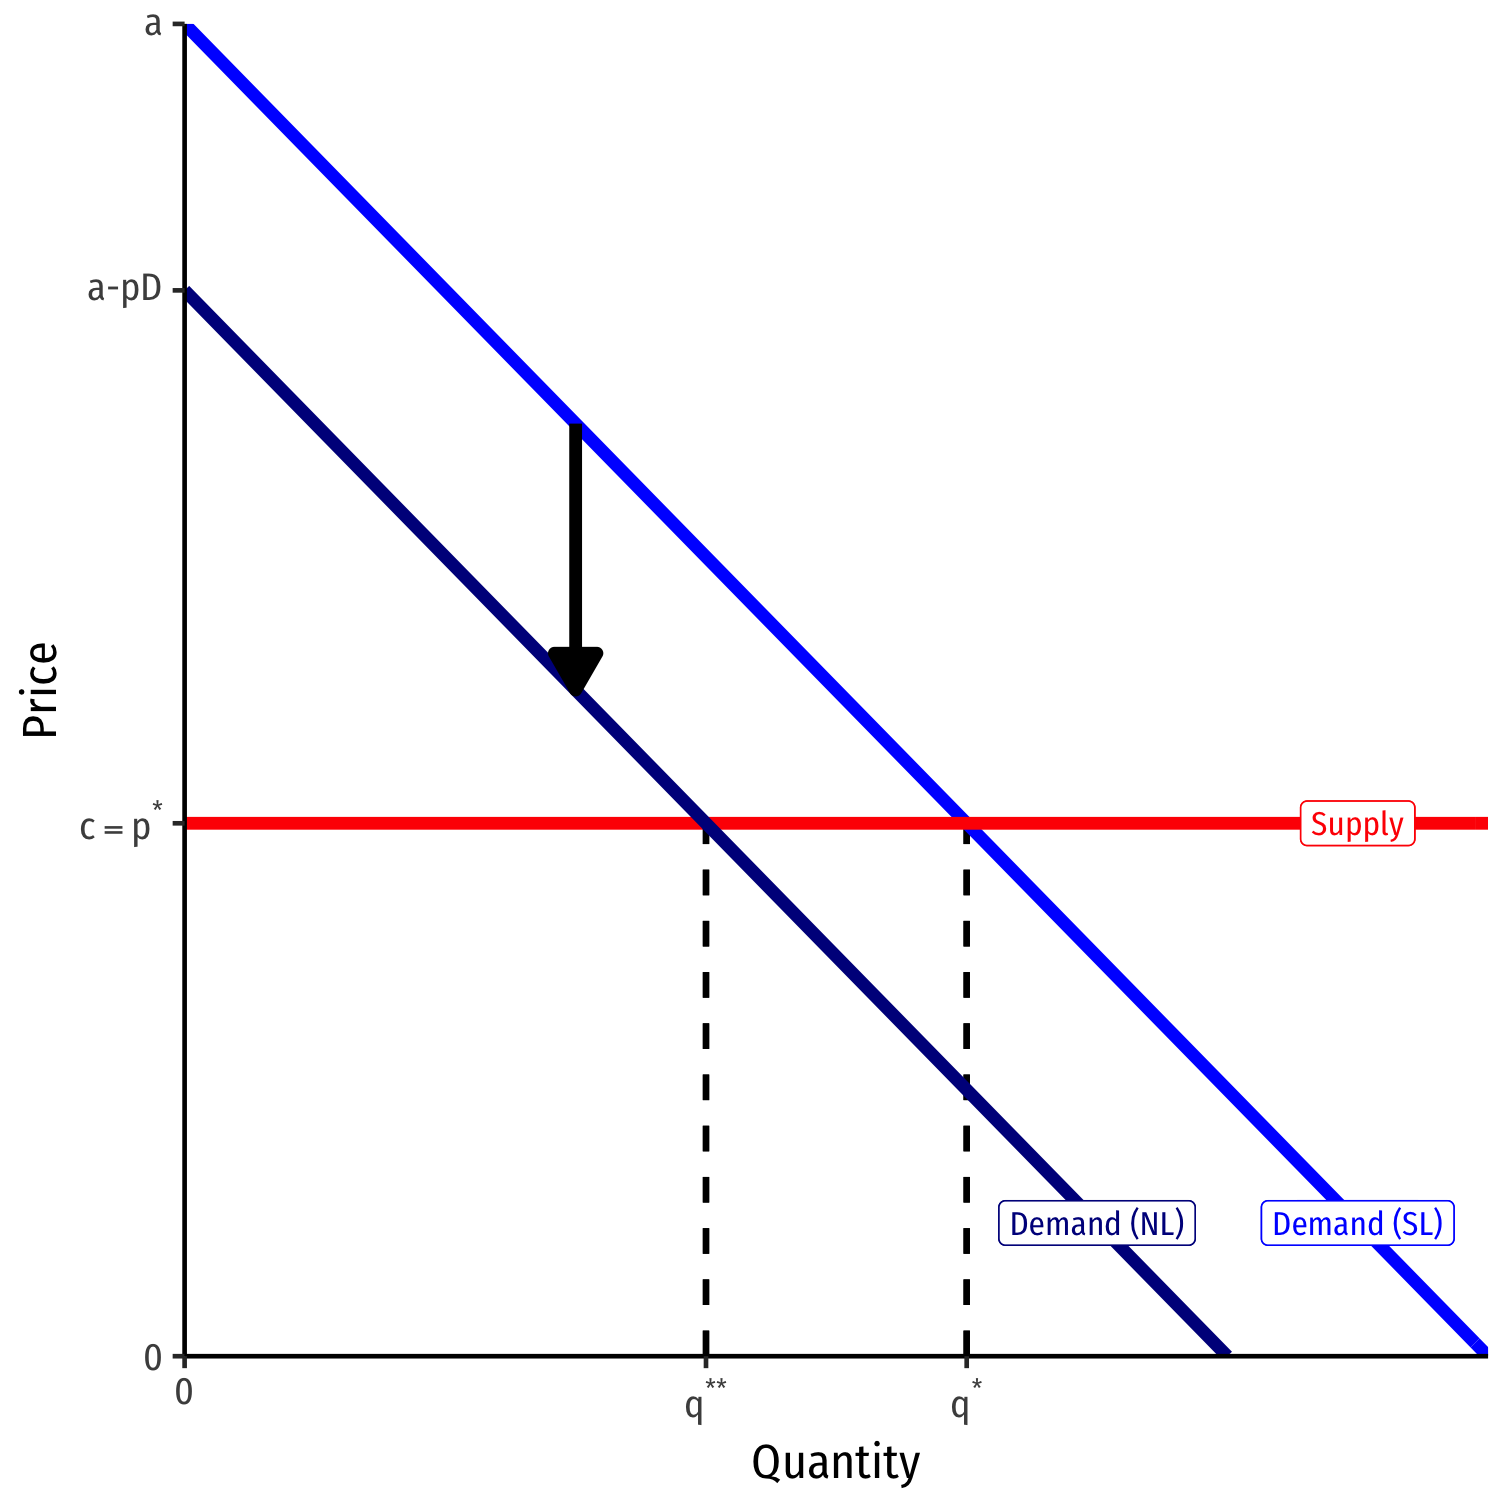 a
a-pD
Price
c = p*
Supply
Demand (NL)
Demand (SL)
0
0
q**
q*
Quantity